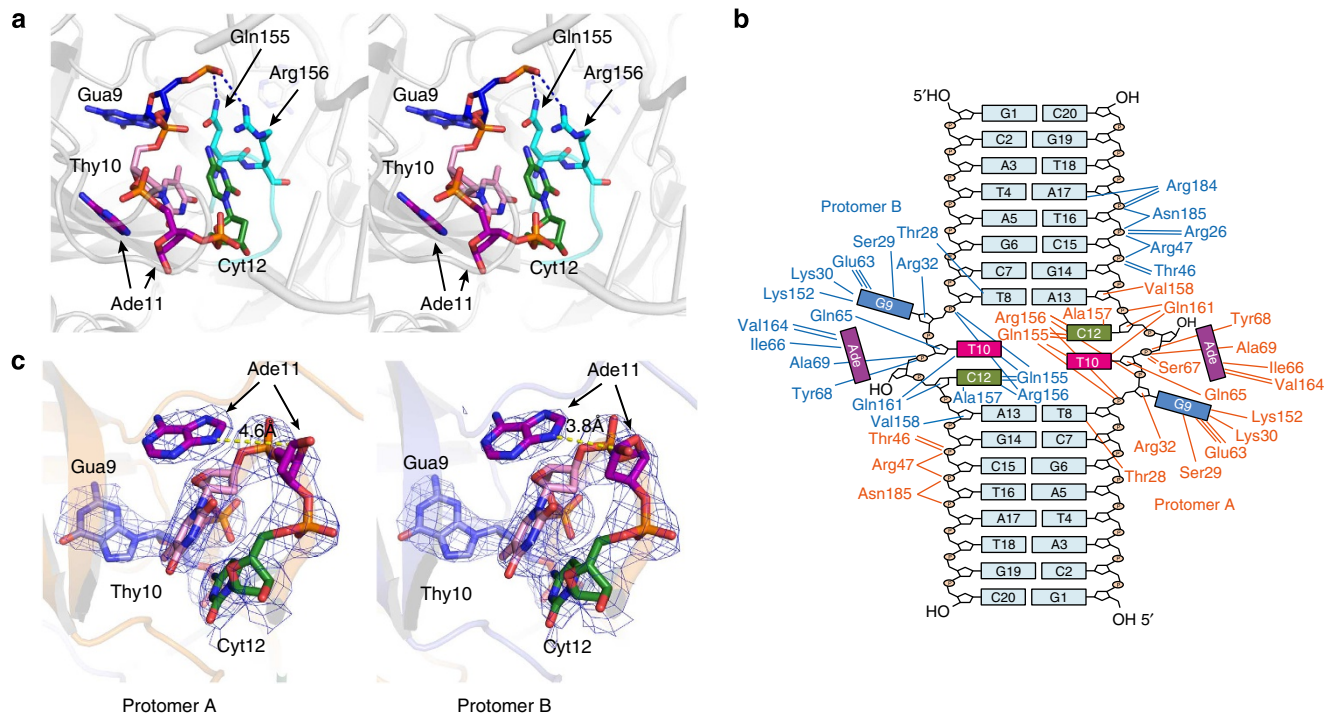 a
Gln155
Arg156
Gua9
Thy10
Cyt12
Ade11
Gln155
Arg156
Gua9
Thy10
Cyt12
Ade11
b
5′HO
OH
G1 C20
C2 G19
A3 T18
T4 A17
A5 T16
G6 C15
C7 G14
T8 A13
Arg184
Asn185
Arg26
Arg47
Thr46
Protomer B
Thr28
Ser29
Glu63
Arg32
Lys30
Lys152
G9
Gln65
Val164
Ile66
Ade
Ala69
Tyr68
HO
T10
C12
Gln155
Ala157
Arg156
Gln161
Val158
Val158
Gln161
Arg156
Ala157
Gln155
C12
OH
Tyr68
T10
Ala69
Ser67
Ade
Ile66
Val164
Gln65
G9
Lys152
Lys30
Glu63
Arg32
Ser29
Thr28
Protomer A
A13 T8
G14 C7
C15 G6
T16 A5
A17 T4
T18 A3
G19 C2
C20 G1
Thr46
Arg47
Asn185
HO
OH 5′
c
Ade11
4.6Å
Gua9
Thy10
Cyt12
Protomer A
Ade11
3.8Å
Gua9
Thy10
Cyt12
Protomer B